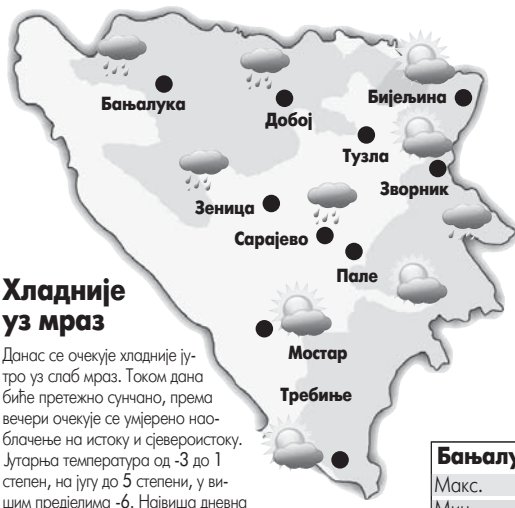 Бањалука
Добој
Бијељина
Тузла
Зворник
Зеница
Сарајево
Пале
Мостар
Требиње
Хладније
уз мраз
Данас се очекује хладније ју-
тро уз слаб мраз. Током дана
биће претежно сунчано, према
вечери очекује се умјерено нао-
блачење на истоку и сјевероистоку.
Јутарња температура од -3 до 1
степен, на југу до 5 степени, у ви-
шим предјелима -6. Највиша дневна
Макс.